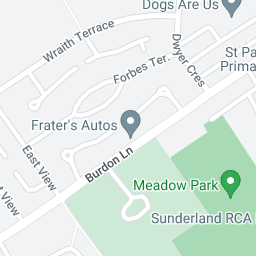 Dogs Are Us
Wraith Terrace
Dwyer Cres
Forbes Ter.
St Pa
Prima
Frater's Autos
Burdon Ln
East View
st View
Meadow Park
Sunderland RCA